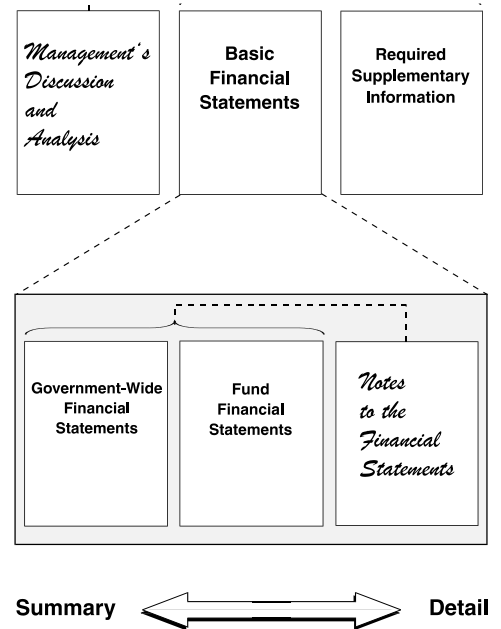 Management's
Discussion
and
Analysis
Basic
Financial
Statements
Required
Supplementary
Information
Government-Wide
Financial
Statements
Fund
Financial
Statements
Notes
to the
Financial
Statements
Summary
Detail